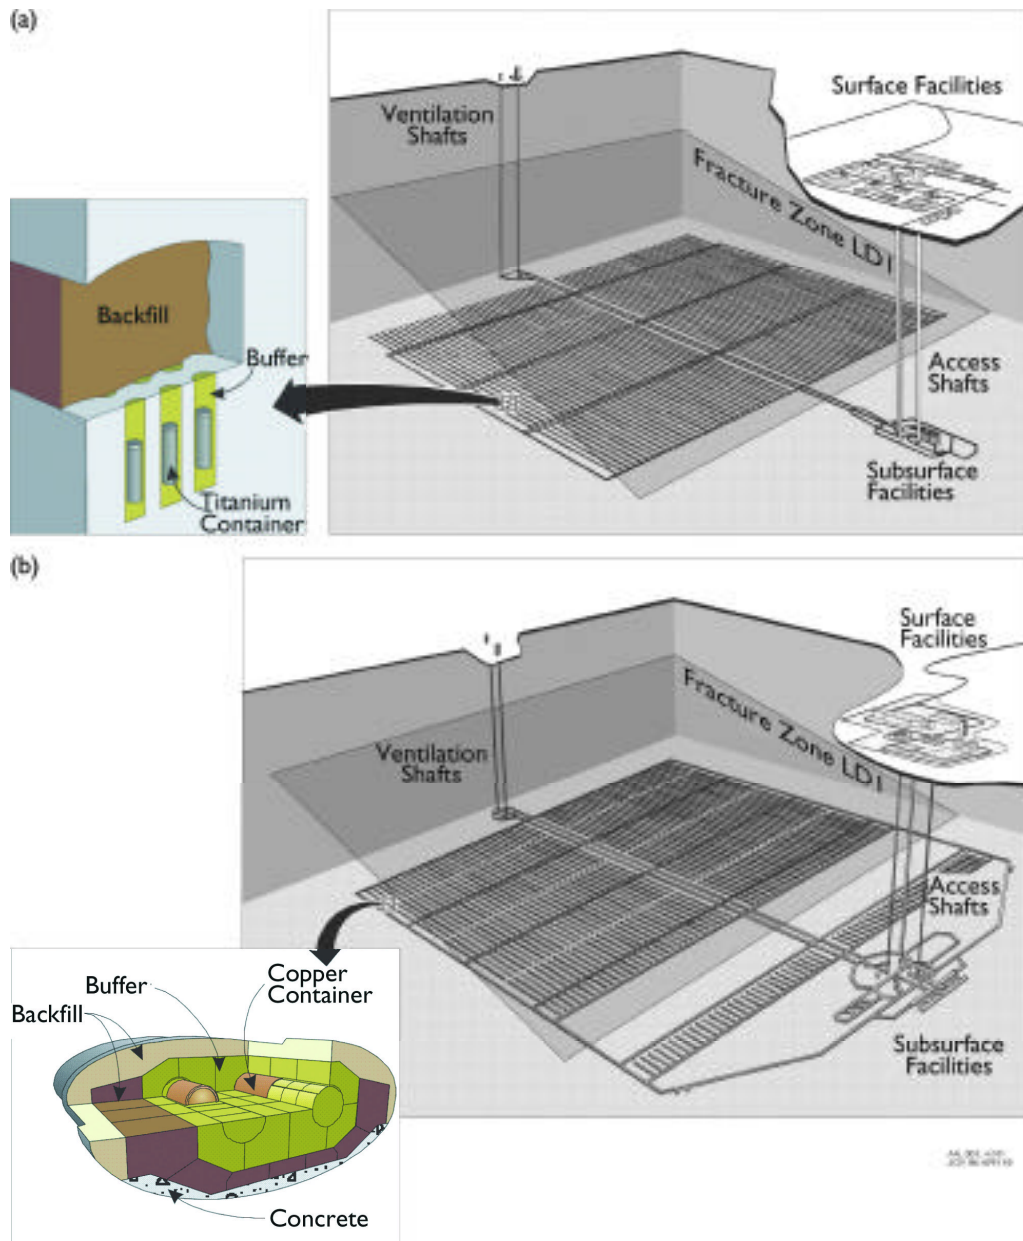 (a)
Surface Facilities
Ventilation
Shafts
Fracture Zone LD1
Backfill
Buffer
Access
Shafts
Titanium
Container
Subsurface
Facilities
(b)
Surface
Facilities
Fracture Zone LD1
Ventilation
Shafts
Access
Shafts
Copper
Container
Buffer
Backfill
Subsurface
Facilities
Concrete